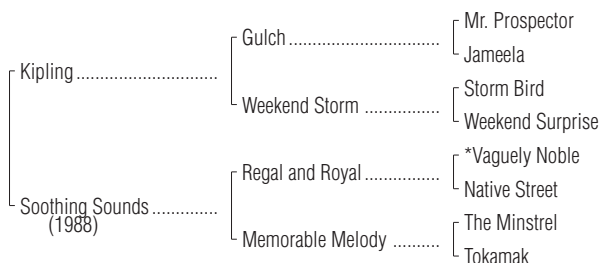 Mr. Prospector
Gulch ................................
Jameela
Kipling ..............................
Storm Bird
Weekend Storm ................
Weekend Surprise
*Vaguely Noble
Regal and Royal ................
Native Street
Soothing Sounds ..............
(1988)
The Minstrel
Memorable Melody ..........
Tokamak